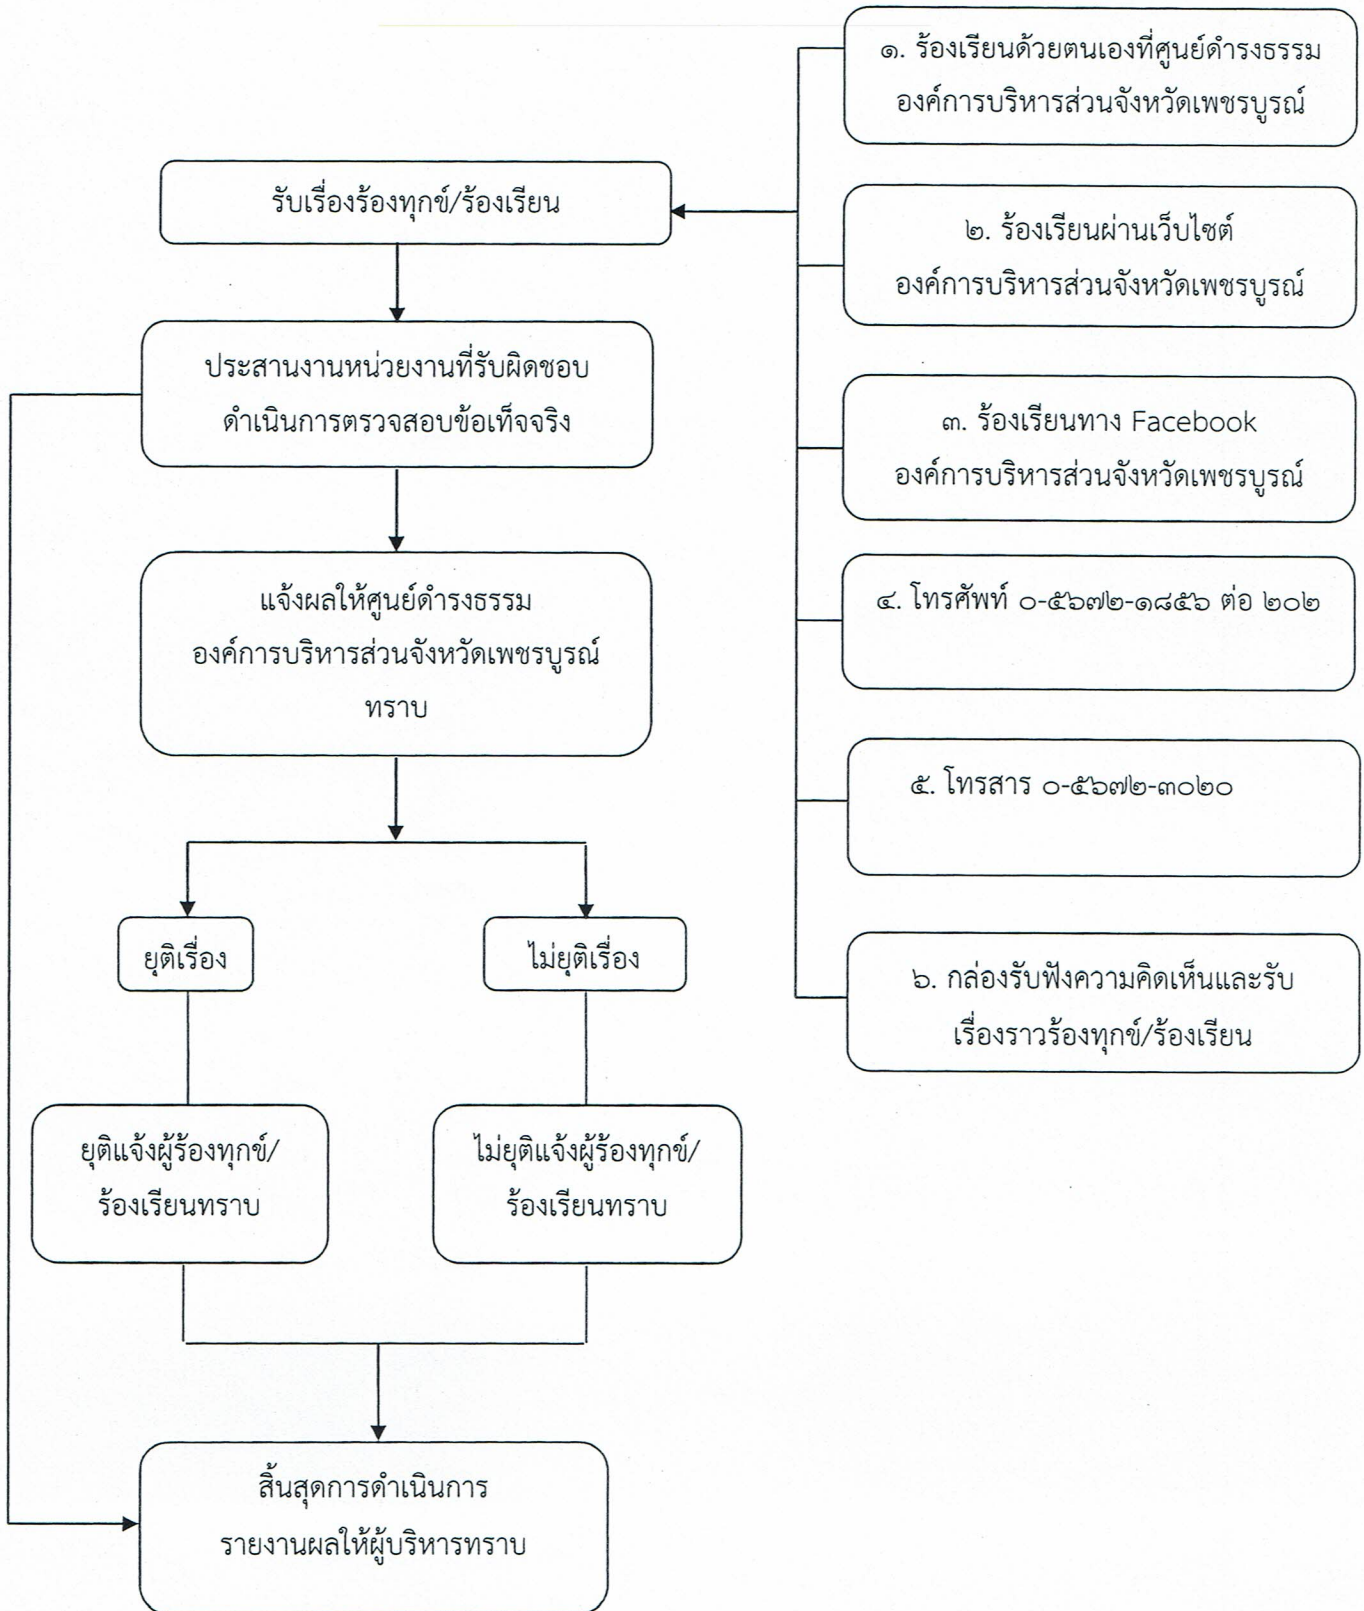 ๑. ร้องเรียนด้วยตนเองที่ศูนย์ดำรงธรรม
องค์การบริหารส่วนจังหวัดเพชรบูรณ์
รับเรื่องร้องทุกข์/ร้องเรียน
๒. ร้องเรียนผ่านเว็บไซต์
องค์การบริหารส่วนจังหวัดเพชรบูรณ์
ประสานงานหน่วยงานที่รับผิดชอบ
ดำเนินการตรวจสอบข้อเท็จจริง
๓. ร้องเรียนทาง Facebook
องค์การบริหารส่วนจังหวัดเพชรบูรณ์
แจ้งผลให้ศูนย์ดำรงธรรม
องค์การบริหารส่วนจังหวัดเพชรบูรณ์
ทราบ
๔. โทรศัพท์ ๐-๕๖๗๒-๑๘๕๖ ต่อ ๒๐๒
๕. โทรสาร ๐-๕๖๗๒-๓๐๒๐
ยุติเรื่อง
ไม่ยุติเรื่อง
๖. กล่องรับฟังความคิดเห็นและรับ
เรื่องราวร้องทุกข์/ร้องเรียน
ยุติแจ้งผู้ร้องทุกข์/
ร้องเรียนทราบ
ไม่ยุติแจ้งผู้ร้องทุกข์/
ร้องเรียนทราบ
สิ้นสุดการดำเนินการ
รายงานผลให้ผู้บริหารทราบ